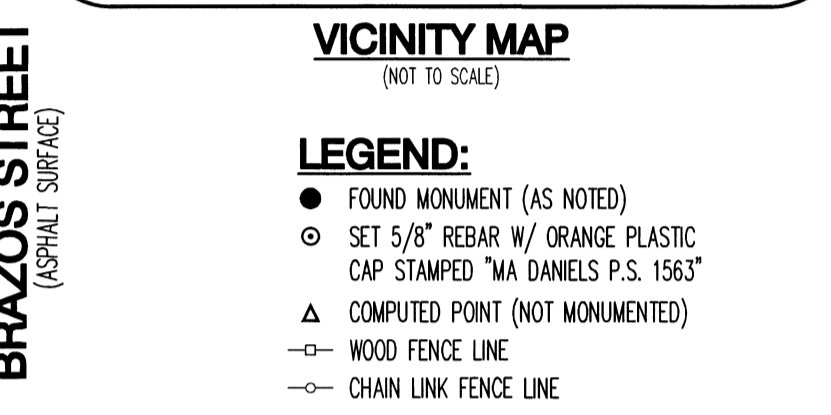 BRAZOS STREET
(ASPHALT SURFACE)
VICINITY MAP
(NOT TO SCALE)
LEGEND:
FOUND MONUMENT (AS NOTED)
SET 5/8" REBAR W/ ORANGE PLASTIC
CAP STAMPED "MA DANIELS P.S. 1563"
COMPUTED POINT (NOT MONUMENTED)
WOOD FENCE LINE
CHAIN LINK FENCE LINE